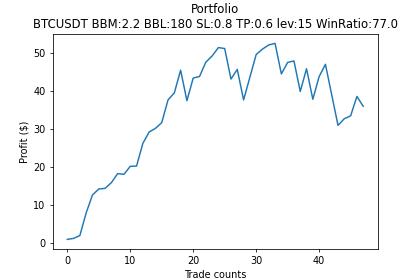 Portfolio
BTCUSDT BBM:2.2 BBL:180 SL:0.8 TP:0.6 lev:15 WinRatio:77.0
50
40
30
20
10
0
Profit ($)
0 10 20 30 40
Trade counts